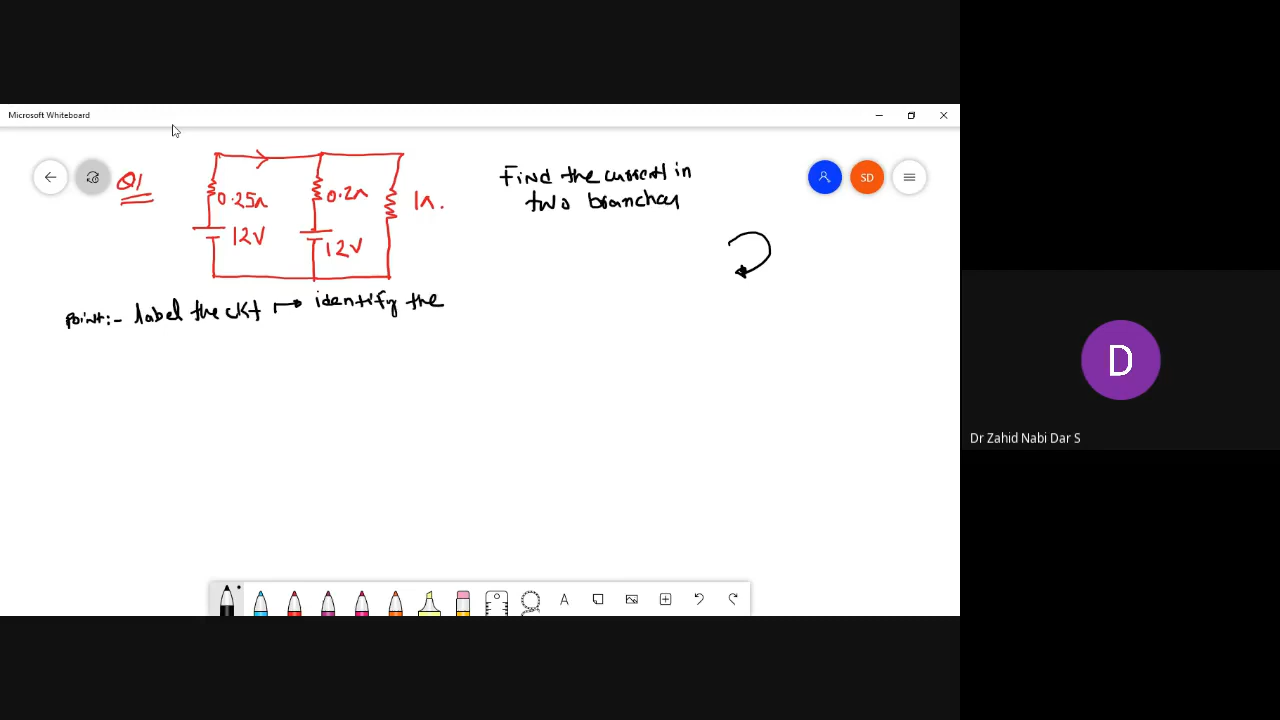 Microsoft Whiteboard
Q1
0.25Ω
0.2Ω
1Ω.
12V
12V
Find the current in
two branches
SD
point:- label the cKt → identify the
A
D
Dr Zahid Nabi Dar S